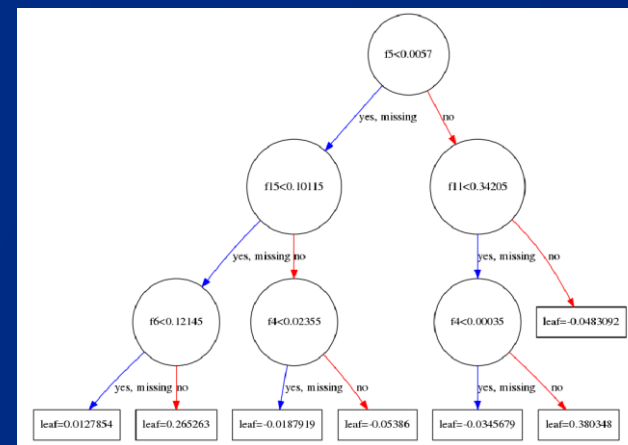 f5<0.0057
yes, missing no
f15<0.10115 f11<0.34205
yes, missing no yes, missing no
f6<0.12145 f4<0.02355 f4<0.00035 leaf=-0.0483092
yes, missing no yes, missing no yes, missing no
leaf=0.0127854 leaf=0.265263 leaf=-0.0187919 leaf=-0.05386 leaf=-0.0345679 leaf=0.380348